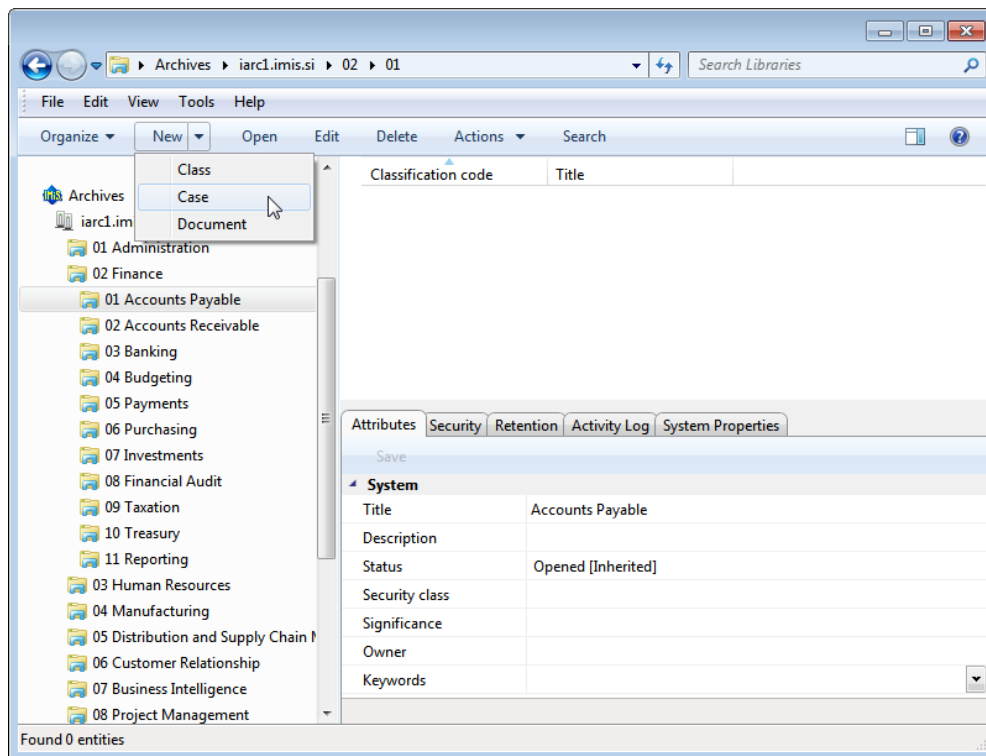 Archives iarc1.imis.si 02 01 Search Libraries
File Edit View Tools Help
Organize New Open Edit Delete Actions Search
Class
Case
Document
Archives
iarc1.im
01 Administration
02 Finance
01 Accounts Payable
02 Accounts Receivable
03 Banking
04 Budgeting
05 Payments
06 Purchasing
07 Investments
08 Financial Audit
09 Taxation
10 Treasury
11 Reporting
03 Human Resources
04 Manufacturing
05 Distribution and Supply Chain M
06 Customer Relationship
07 Business Intelligence
08 Project Management
Classification code Title
Attributes Security Retention Activity Log System Properties
Save
System
Title Accounts Payable
Description
Status Opened [Inherited]
Security class
Significance
Owner
Keywords
Found 0 entities